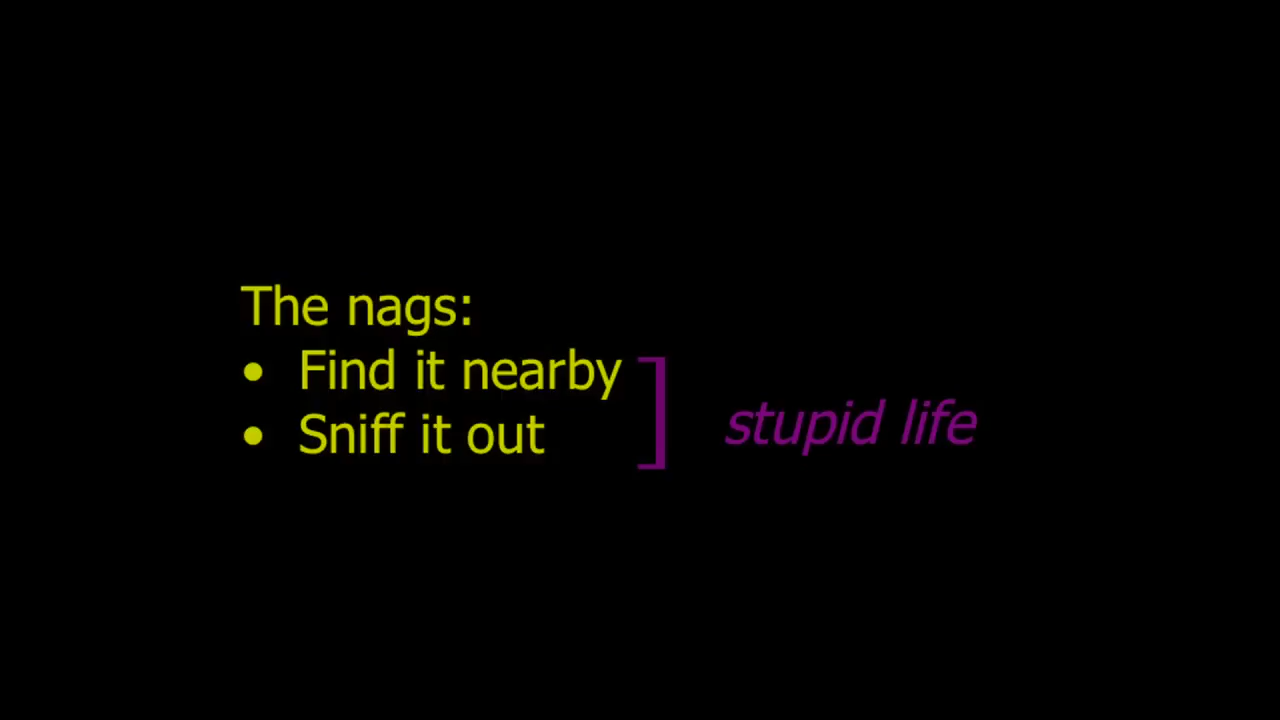 The nags:
• Find it nearby
• Sniff it out
] stupid life